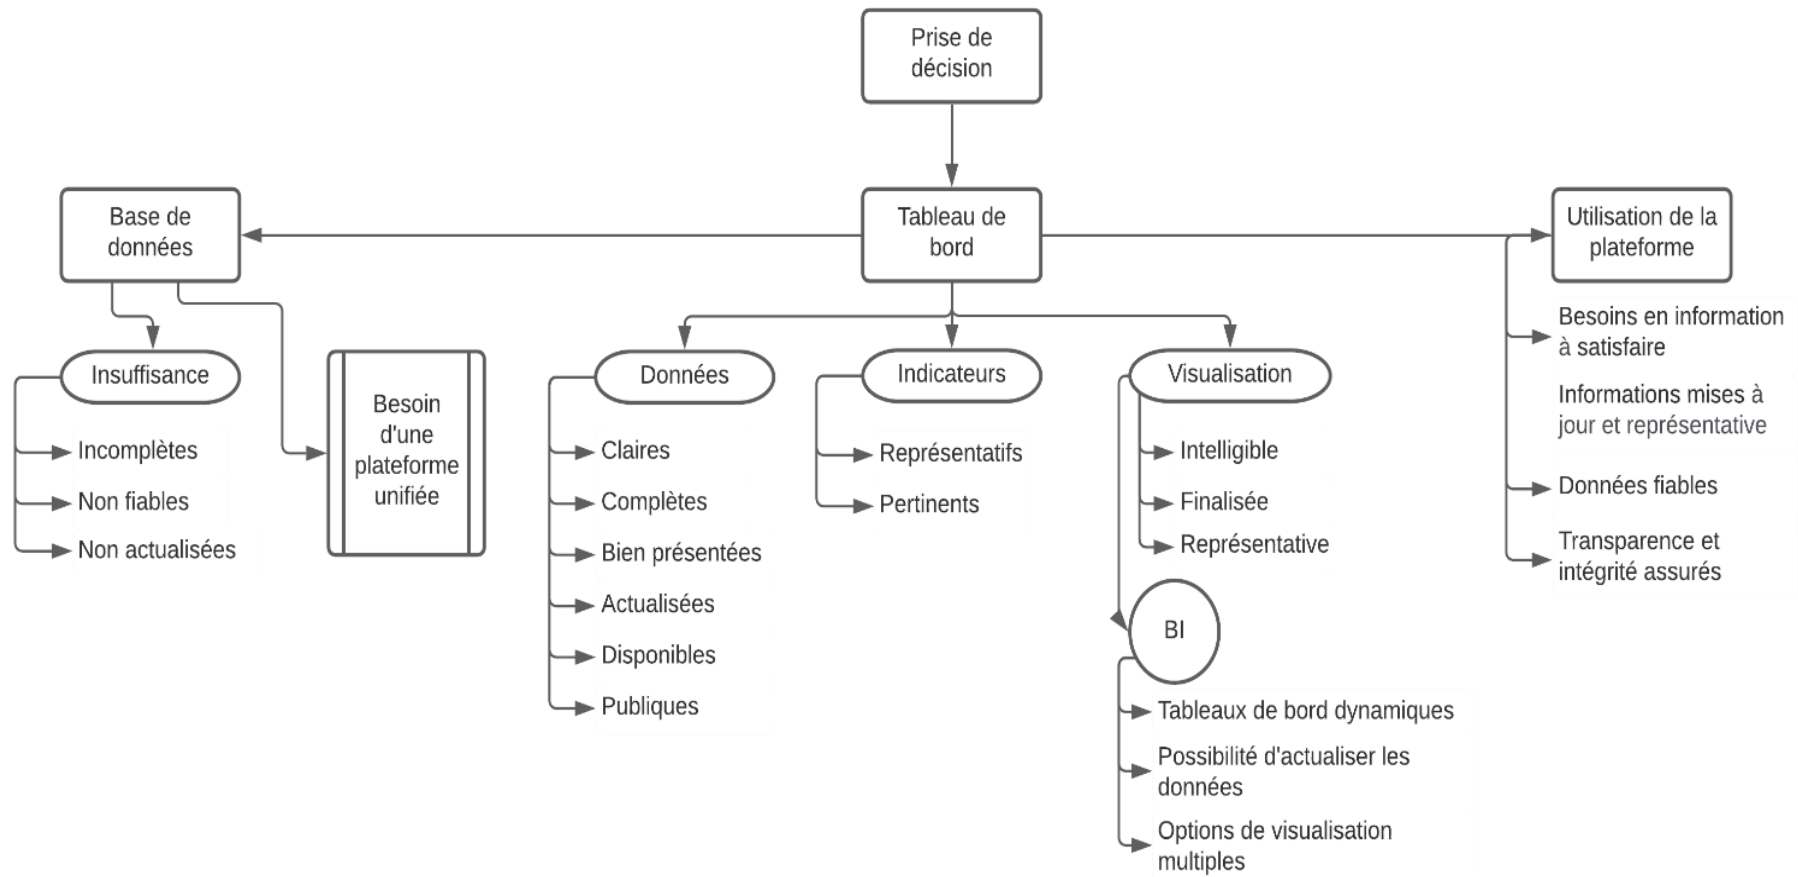 Prise de
décision
Base de
données
Tableau de
bord
Utilisation de la
plateforme
Insuffisance
Incomplètes
Non fiables
Non actualisées
Besoin
d'une
plateforme
unifiée
Données
Claires
Complètes
Bien présentées
Actualisées
Disponibles
Publiques
Indicateurs
Représentatifs
Pertinents
Visualisation
Intelligible
Finalisée
Représentative
BI
Tableaux de bord dynamiques
Possibilité d'actualiser les
données
Options de visualisation
multiples
Besoins en information
à satisfaire
Informations mises à
jour et représentative
Données fiables
Transparence et
intégrité assurés